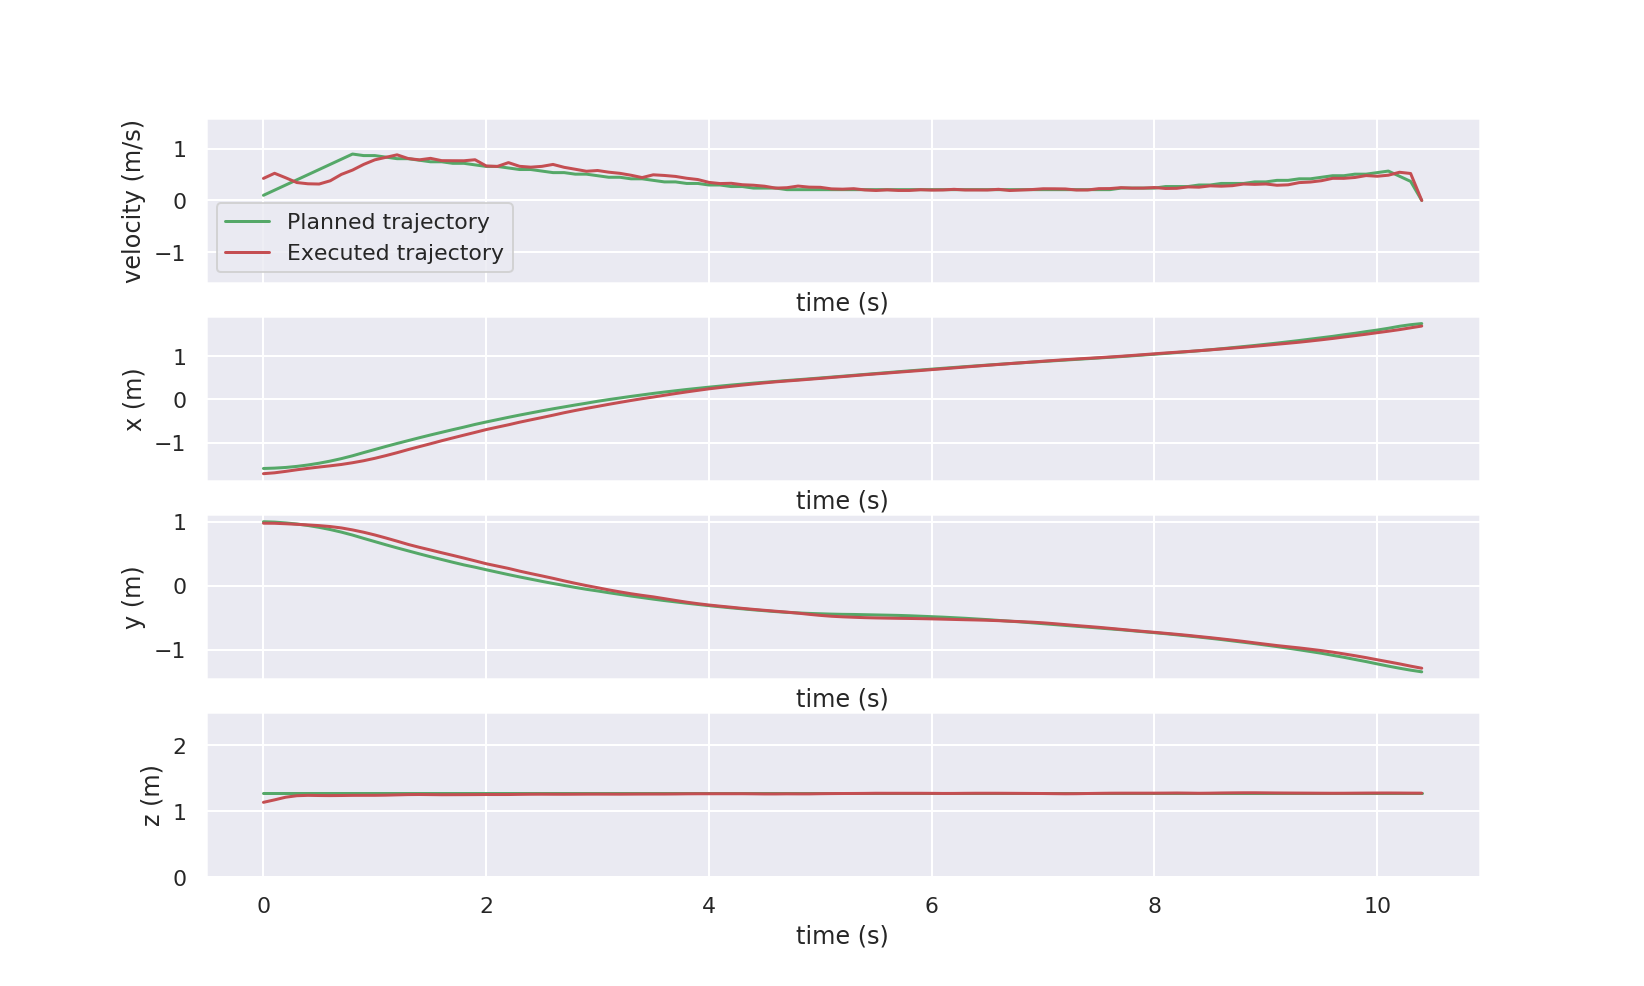 velocity (m/s)
1
0
−1
Planned trajectory
Executed trajectory
time (s)
x (m)
1
0
−1
time (s)
y (m)
1
0
−1
time (s)
z (m)
2
1
0
0 2 4 6 8 10
time (s)